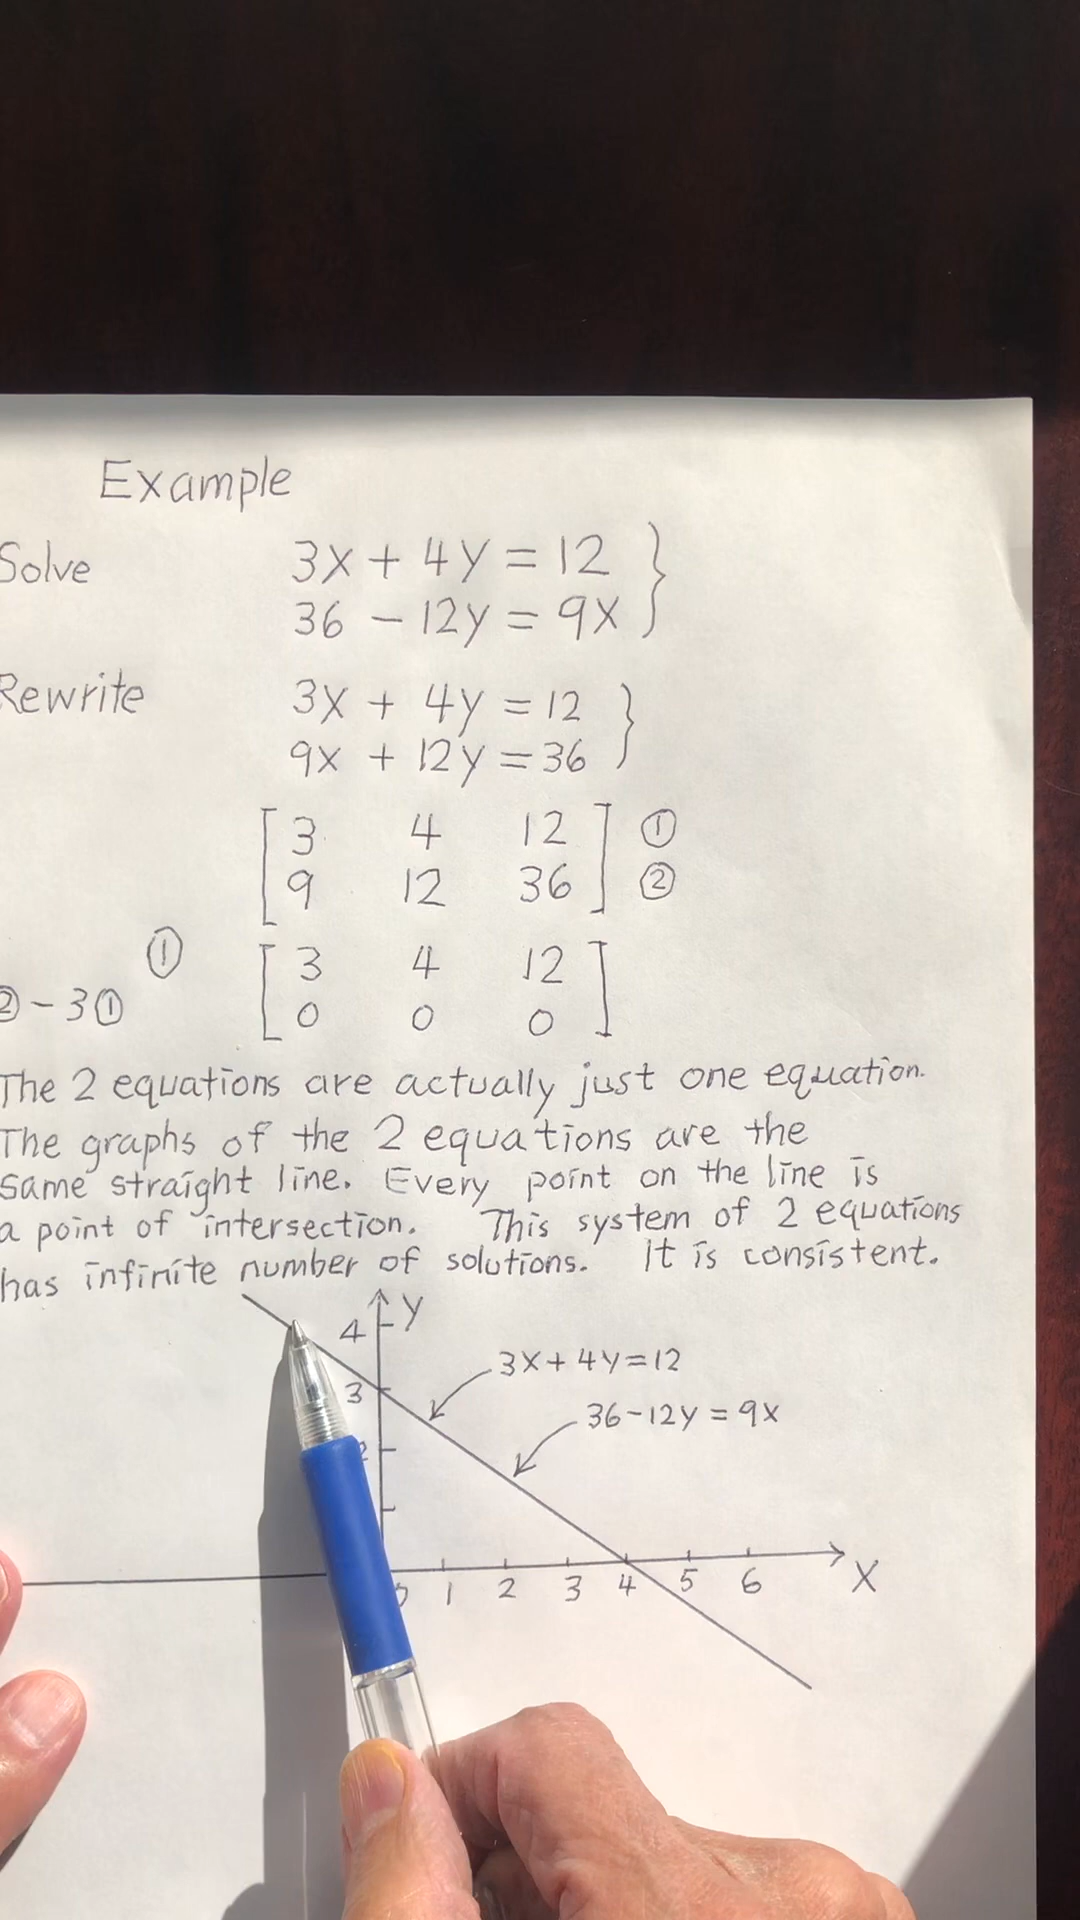 Example
Solve 3x + 4y = 12 }
36 - 12y = 9x
Rewrite 3x + 4y = 12 }
9x + 12y = 36
[ 3 4 12 ] ①
[ 9 12 36 ] ②
① [ 3 4 12 ]
② - 3① [ 0 0 0 ]
The 2 equations are actually just one equation.
The graphs of the 2 equations are the
same straight line. Every point on the line is
a point of intersection. This system of 2 equations
has infinite number of solutions. It is consistent.
4 Y
3x + 4y = 12
3
36 - 12y = 9x
2
0 1 2 3 4 5 6 X